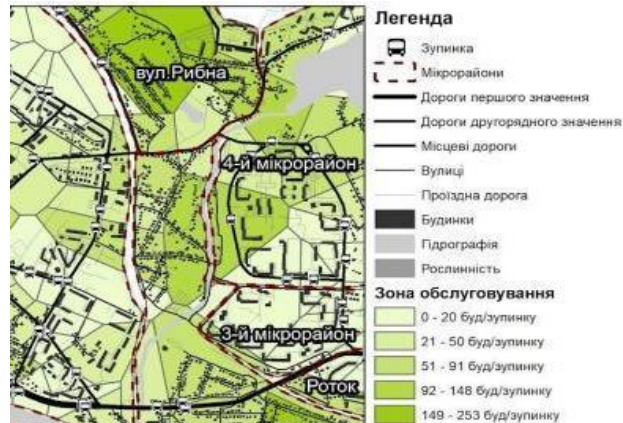 вул.Рибна
4-й мікрорайон
3-й мікрорайон
Роток
Легенда
Зупинка
Мікрорайони
Дороги першого значення
Дороги другорядного значення
Місцеві дороги
Вулиці
Проїздна дорога
Будинки
Гідрографія
Рослинність
Зона обслуговування
0 - 20 буд/зупинку
21 - 50 буд/зупинку
51 - 91 буд/зупинку
92 - 148 буд/зупинку
149 - 253 буд/зупинку